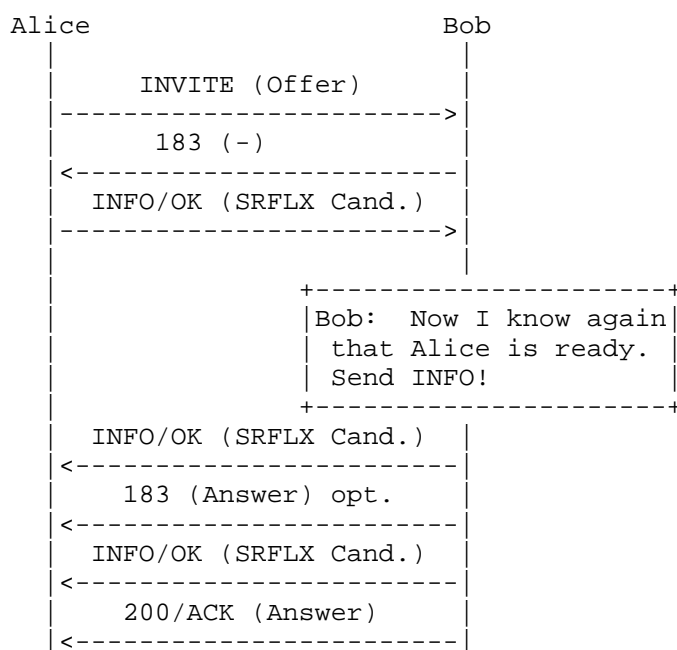 Alice Bob
INVITE (Offer)
183 (-)
INFO/OK (SRFLX Cand.)
Bob: Now I know again
that Alice is ready.
Send INFO!
INFO/OK (SRFLX Cand.)
183 (Answer) opt.
INFO/OK (SRFLX Cand.)
200/ACK (Answer)